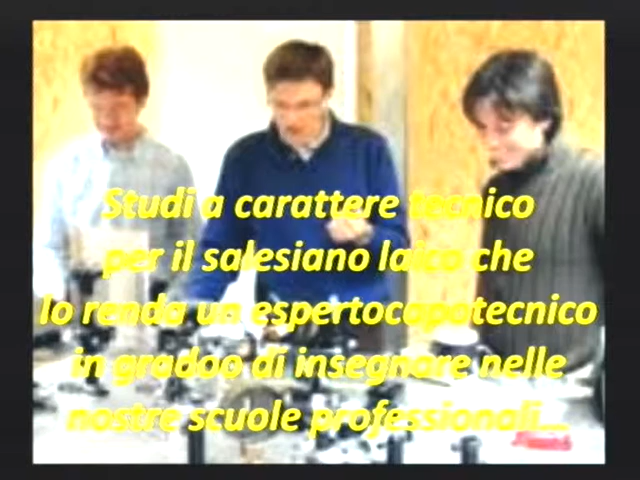 Studi a carattere tecnico
per il salesiano laico che
lo renda un espertocapotecnico
in gradoo di insegnare nelle
nostre scuole professionali...